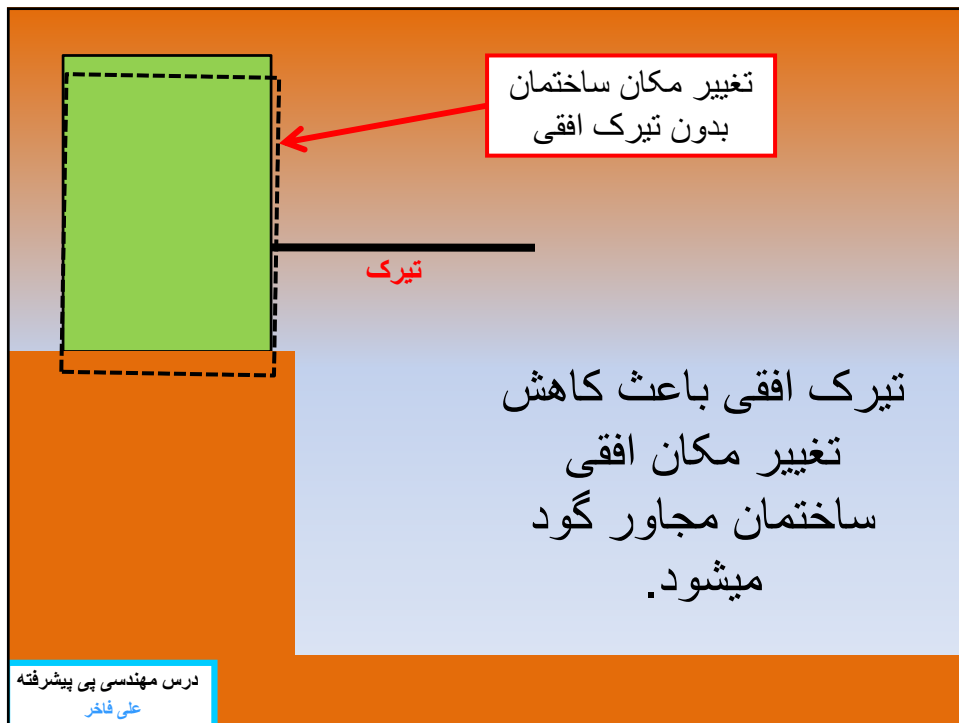 تغییر مکان ساختمان
بدون تیرک افقی
تیرک
تیرک افقی باعث کاهش
تغییر مکان افقی
ساختمان مجاور گود
میشود.
درس مهندسی پی پیشرفته
علی فاخر